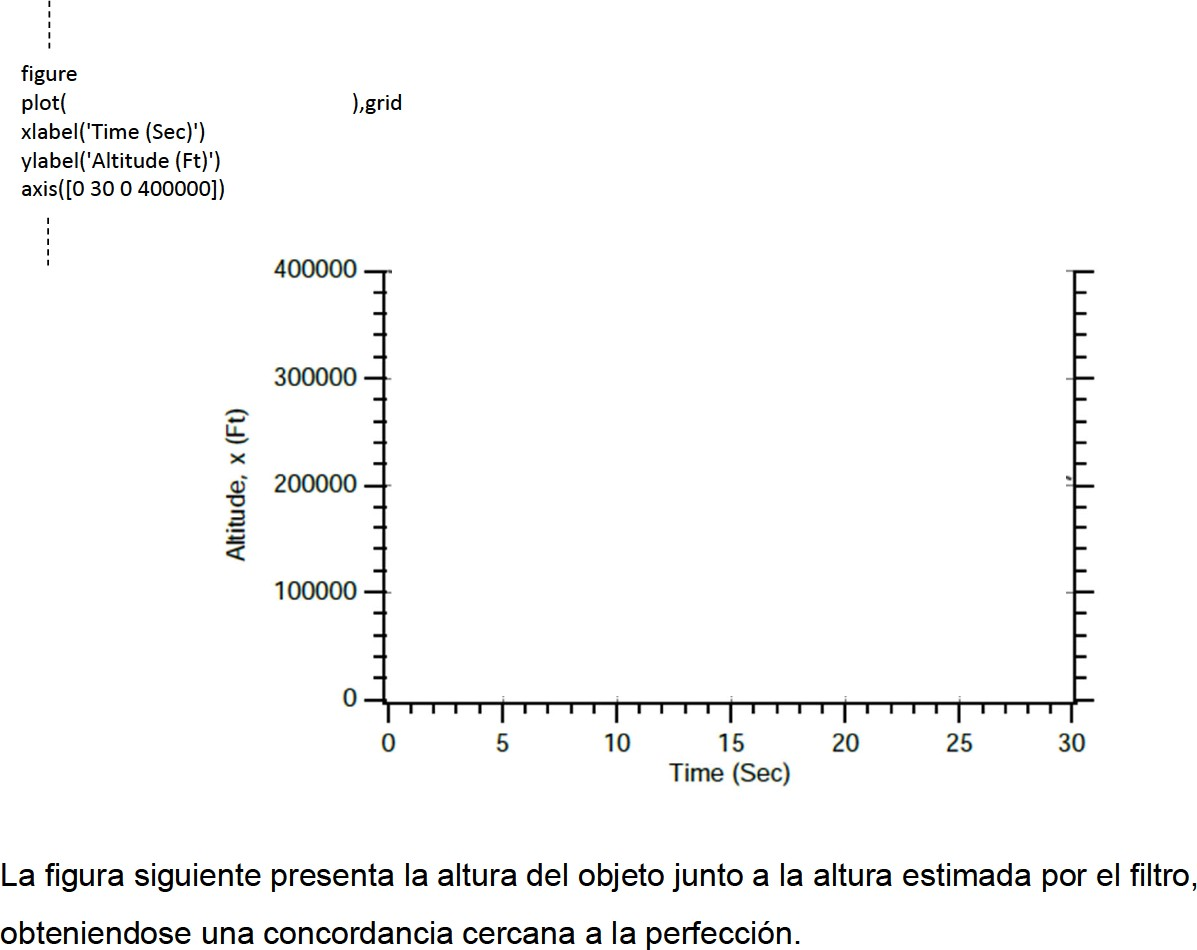 figure
plot( ),grid
xlabel('Time (Sec)')
ylabel('Altitude (Ft)')
axis([0 30 0 400000])
400000
300000
200000
100000
0
Altitude, x (Ft)
0 5 10 15 20 25 30
Time (Sec)
La figura siguiente presenta la altura del objeto junto a la altura estimada por el filtro,
obteniendose una concordancia cercana a la perfección.